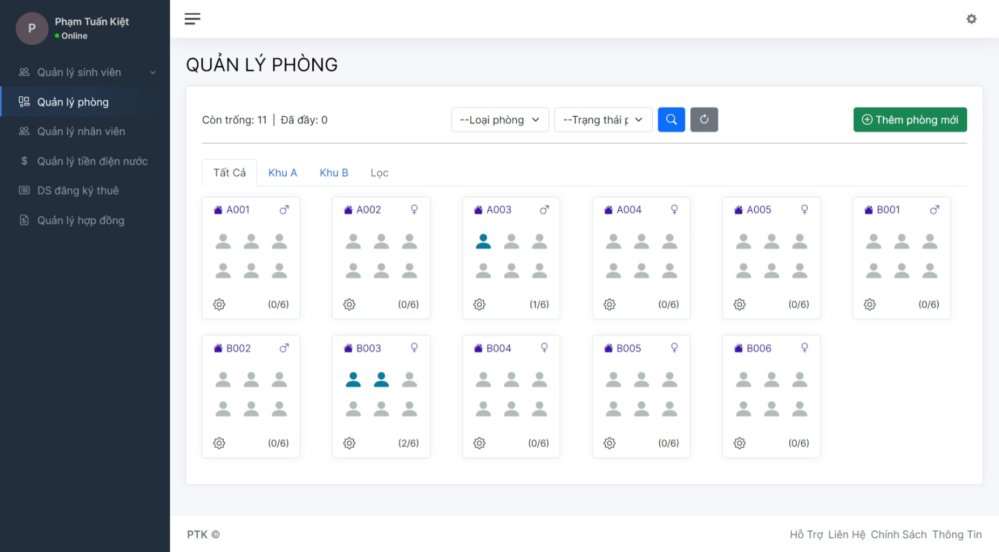 P
Phạm Tuấn Kiệt
Online
Quản lý sinh viên
Quản lý phòng
Quản lý nhân viên
Quản lý tiền điện nước
DS đăng ký thuê
Quản lý hợp đồng
QUẢN LÝ PHÒNG
Còn trống: 11 | Đã đầy: 0
--Loại phòng
--Trạng thái p
Thêm phòng mới
Tất Cả Khu A Khu B Lọc
A001 A002 A003 A004 A005 B001
(0/6) (0/6) (1/6) (0/6) (0/6) (0/6)
B002 B003 B004 B005 B006
(0/6) (2/6) (0/6) (0/6) (0/6)
PTK ©
Hỗ Trợ Liên Hệ Chính Sách Thông Tin